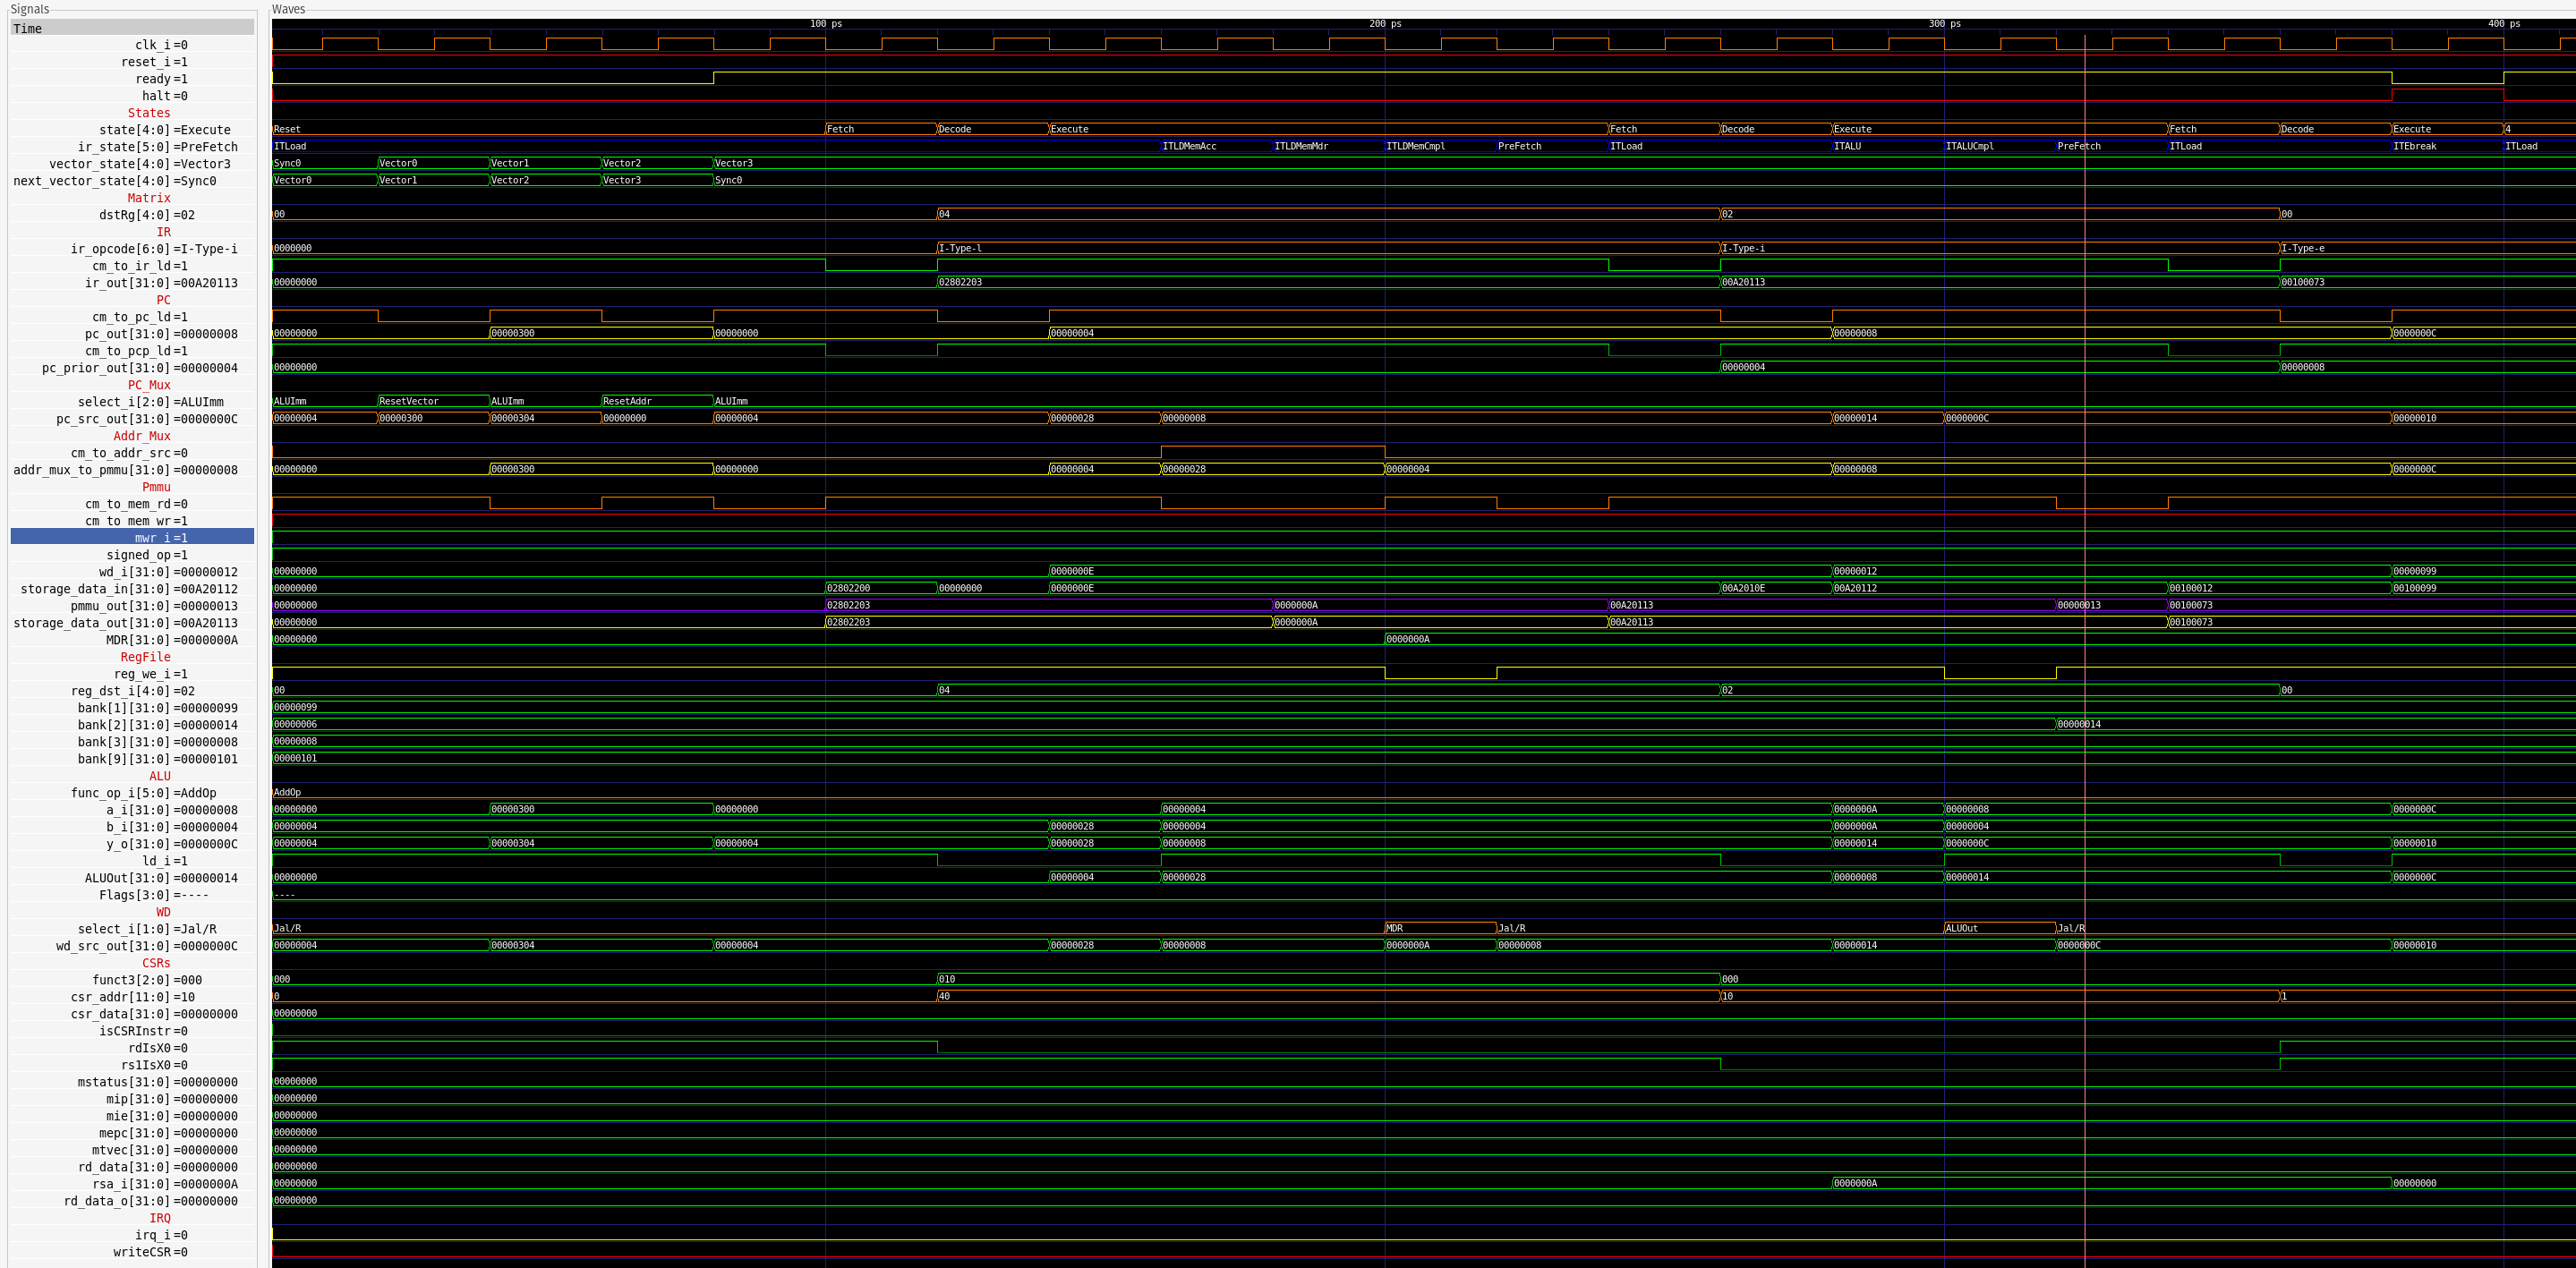 Signals Waves
Time 100 ps 200 ps 300 ps 400 ps
clk_i=0
reset_i=1
ready=1
halt=0
States
state[4:0]=Execute Reset Fetch Decode Execute Fetch Decode Execute Fetch Decode Execute 4
ir_state[5:0]=PreFetch ITLoad ITLDMemAcc ITLDMemMdr ITLDMemCmpl PreFetch ITLoad ITALU ITALUCmpl PreFetch ITLoad ITEbreak ITLoad
vector_state[4:0]=Vector3 Sync0 Vector0 Vector1 Vector2 Vector3
next_vector_state[4:0]=Sync0 Vector0 Vector1 Vector2 Vector3 Sync0
Matrix
dstRg[4:0]=02 00 04 02 00
IR
ir_opcode[6:0]=I-Type-i 0000000 I-Type-l I-Type-i I-Type-e
cm_to_ir_ld=1
ir_out[31:0]=00A20113 00000000 02802203 00A20113 00100073
PC
cm_to_pc_ld=1
pc_out[31:0]=00000008 00000000 00000300 00000000 00000004 00000008 0000000C
cm_to_pcp_ld=1
pc_prior_out[31:0]=00000004 00000000 00000004 00000008
PC_Mux
select_i[2:0]=ALUImm ALUImm ResetVector ALUImm ResetAddr ALUImm
pc_src_out[31:0]=0000000C 00000004 00000300 00000304 00000000 00000004 00000028 00000008 00000014 0000000C 00000010
Addr_Mux
cm_to_addr_src=0
addr_mux_to_pmmu[31:0]=00000008 00000000 00000300 00000000 00000004 00000028 00000004 00000008 0000000C
Pmmu
cm_to_mem_rd=0
cm_to_mem_wr=1
mwr_i=1
signed_op=1
wd_i[31:0]=00000012 00000000 0000000E 00000012 00000099
storage_data_in[31:0]=00A20112 00000000 02802200 00000000 0000000E 00A2010E 00A20112 00100012 00100099
pmmu_out[31:0]=00000013 00000000 02802203 0000000A 00A20113 00000013 00100073
storage_data_out[31:0]=00A20113 00000000 02802203 0000000A 00A20113 00100073
MDR[31:0]=0000000A 00000000 0000000A
RegFile
reg_we_i=1
reg_dst_i[4:0]=02 00 04 02 00
bank[1][31:0]=00000099 00000099
bank[2][31:0]=00000014 00000006 00000014
bank[3][31:0]=00000008 00000008
bank[9][31:0]=00000101 00000101
ALU
func_op_i[5:0]=AddOp AddOp
a_i[31:0]=00000008 00000000 00000300 00000000 00000004 0000000A 00000008 0000000C
b_i[31:0]=00000004 00000004 00000028 00000004 0000000A 00000004
y_o[31:0]=0000000C 00000004 00000304 00000004 00000028 00000008 00000014 0000000C 00000010
ld_i=1
ALUOut[31:0]=00000014 00000000 00000004 00000028 00000008 00000014 0000000C
Flags[3:0]=---- ----
WD
select_i[1:0]=Jal/R Jal/R MDR Jal/R ALUOut Jal/R
wd_src_out[31:0]=0000000C 00000004 00000304 00000004 00000028 00000008 0000000A 00000008 00000014 0000000C 00000010
CSRs
funct3[2:0]=000 000 010 000
csr_addr[11:0]=10 0 40 10 1
csr_data[31:0]=00000000 00000000
isCSRInstr=0
rdIsX0=0
rs1IsX0=0
mstatus[31:0]=00000000 00000000
mip[31:0]=00000000 00000000
mie[31:0]=00000000 00000000
mepc[31:0]=00000000 00000000
mtvec[31:0]=00000000 00000000
rd_data[31:0]=00000000 00000000
rsa_i[31:0]=0000000A 00000000 0000000A 00000000
rd_data_o[31:0]=00000000 00000000
IRQ
irq_i=0
writeCSR=0